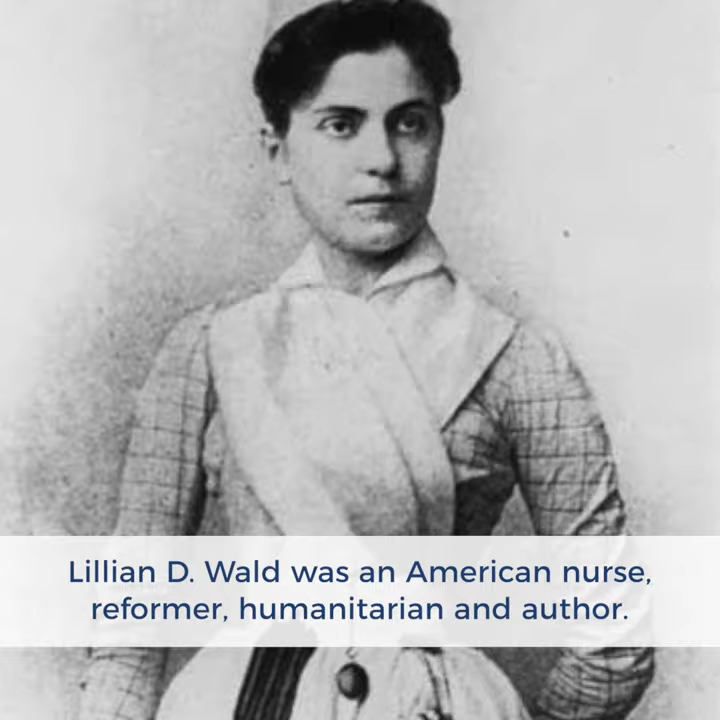 Lillian D. Wald was an American nurse,
reformer, humanitarian and author.